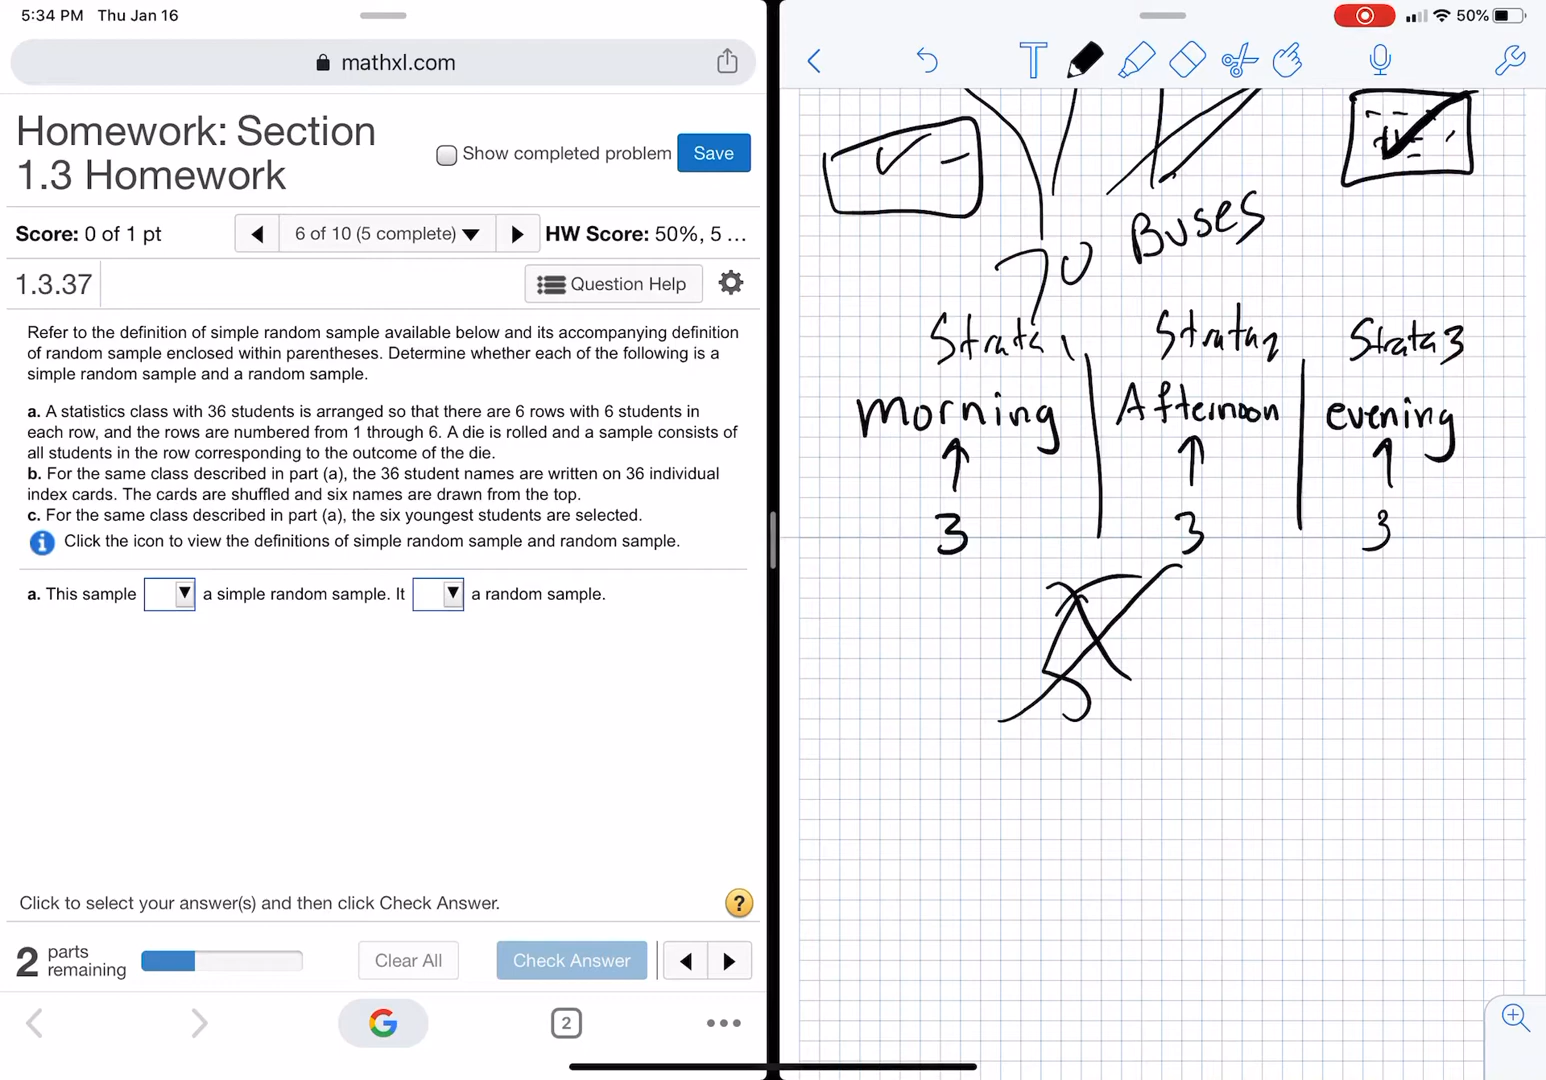 5:34 PM Thu Jan 16
50%
mathxl.com
Homework: Section
1.3 Homework
Show completed problem
Save
Score: 0 of 1 pt
6 of 10 (5 complete)
HW Score: 50%, 5 ...
1.3.37
Question Help
Refer to the definition of simple random sample available below and its accompanying definition
of random sample enclosed within parentheses. Determine whether each of the following is a
simple random sample and a random sample.
a. A statistics class with 36 students is arranged so that there are 6 rows with 6 students in
each row, and the rows are numbered from 1 through 6. A die is rolled and a sample consists of
all students in the row corresponding to the outcome of the die.
b. For the same class described in part (a), the 36 student names are written on 36 individual
index cards. The cards are shuffled and six names are drawn from the top.
c. For the same class described in part (a), the six youngest students are selected.
Click the icon to view the definitions of simple random sample and random sample.
a. This sample a simple random sample. It a random sample.
Click to select your answer(s) and then click Check Answer.
?
2 parts
remaining
Clear All
Check Answer
G
2
T
70 Buses
Strata 1 Strata 2 Strata 3
morning Afternoon evening
3 3 3